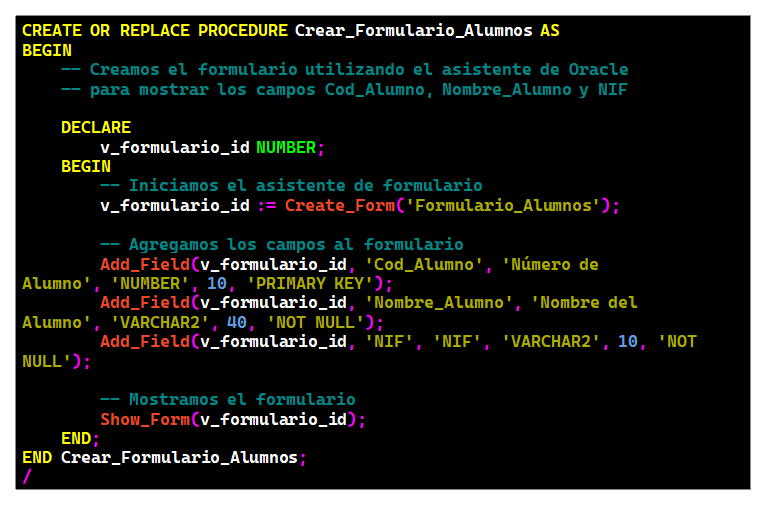 CREATE OR REPLACE PROCEDURE Crear_Formulario_Alumnos AS
BEGIN
    -- Creamos el formulario utilizando el asistente de Oracle
    -- para mostrar los campos Cod_Alumno, Nombre_Alumno y NIF

    DECLARE
        v_formulario_id NUMBER;
    BEGIN
        -- Iniciamos el asistente de formulario
        v_formulario_id := Create_Form('Formulario_Alumnos');

        -- Agregamos los campos al formulario
        Add_Field(v_formulario_id, 'Cod_Alumno', 'Número de
Alumno', 'NUMBER', 10, 'PRIMARY KEY');
        Add_Field(v_formulario_id, 'Nombre_Alumno', 'Nombre del
Alumno', 'VARCHAR2', 40, 'NOT NULL');
        Add_Field(v_formulario_id, 'NIF', 'NIF', 'VARCHAR2', 10, 'NOT
NULL');

        -- Mostramos el formulario
        Show_Form(v_formulario_id);
    END;
END Crear_Formulario_Alumnos;
/